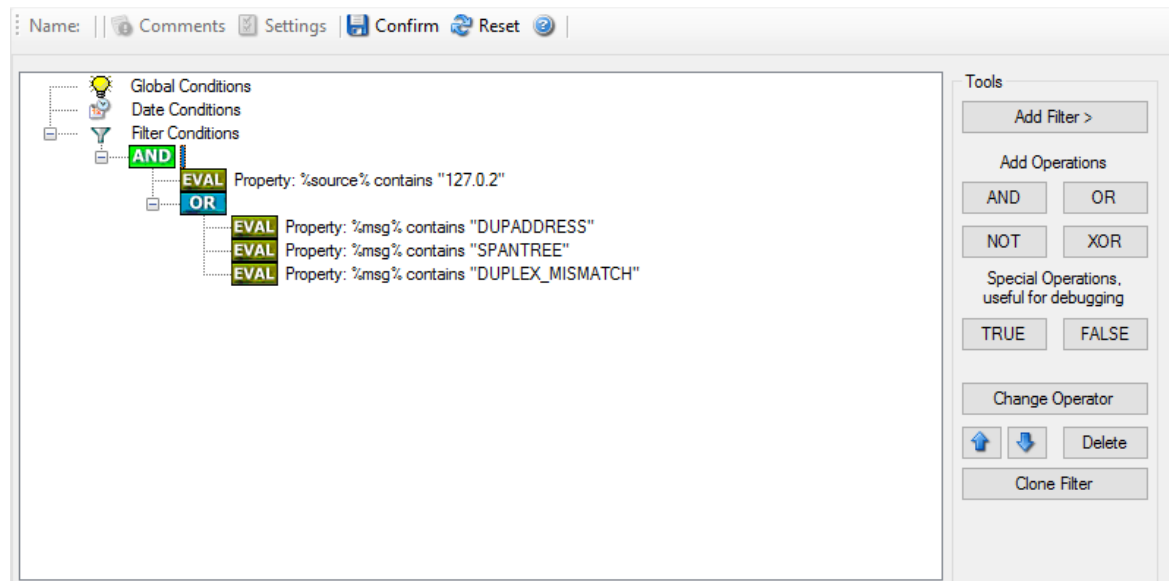 Name: Comments Settings Confirm Reset
Global Conditions
Date Conditions
Filter Conditions
AND
EVAL Property: %source% contains "127.0.2"
OR
EVAL Property: %msg% contains "DUPADDRESS"
EVAL Property: %msg% contains "SPANTREE"
EVAL Property: %msg% contains "DUPLEX_MISMATCH"
Tools
Add Filter >
Add Operations
AND OR
NOT XOR
Special Operations,
useful for debugging
TRUE FALSE
Change Operator
Delete
Clone Filter